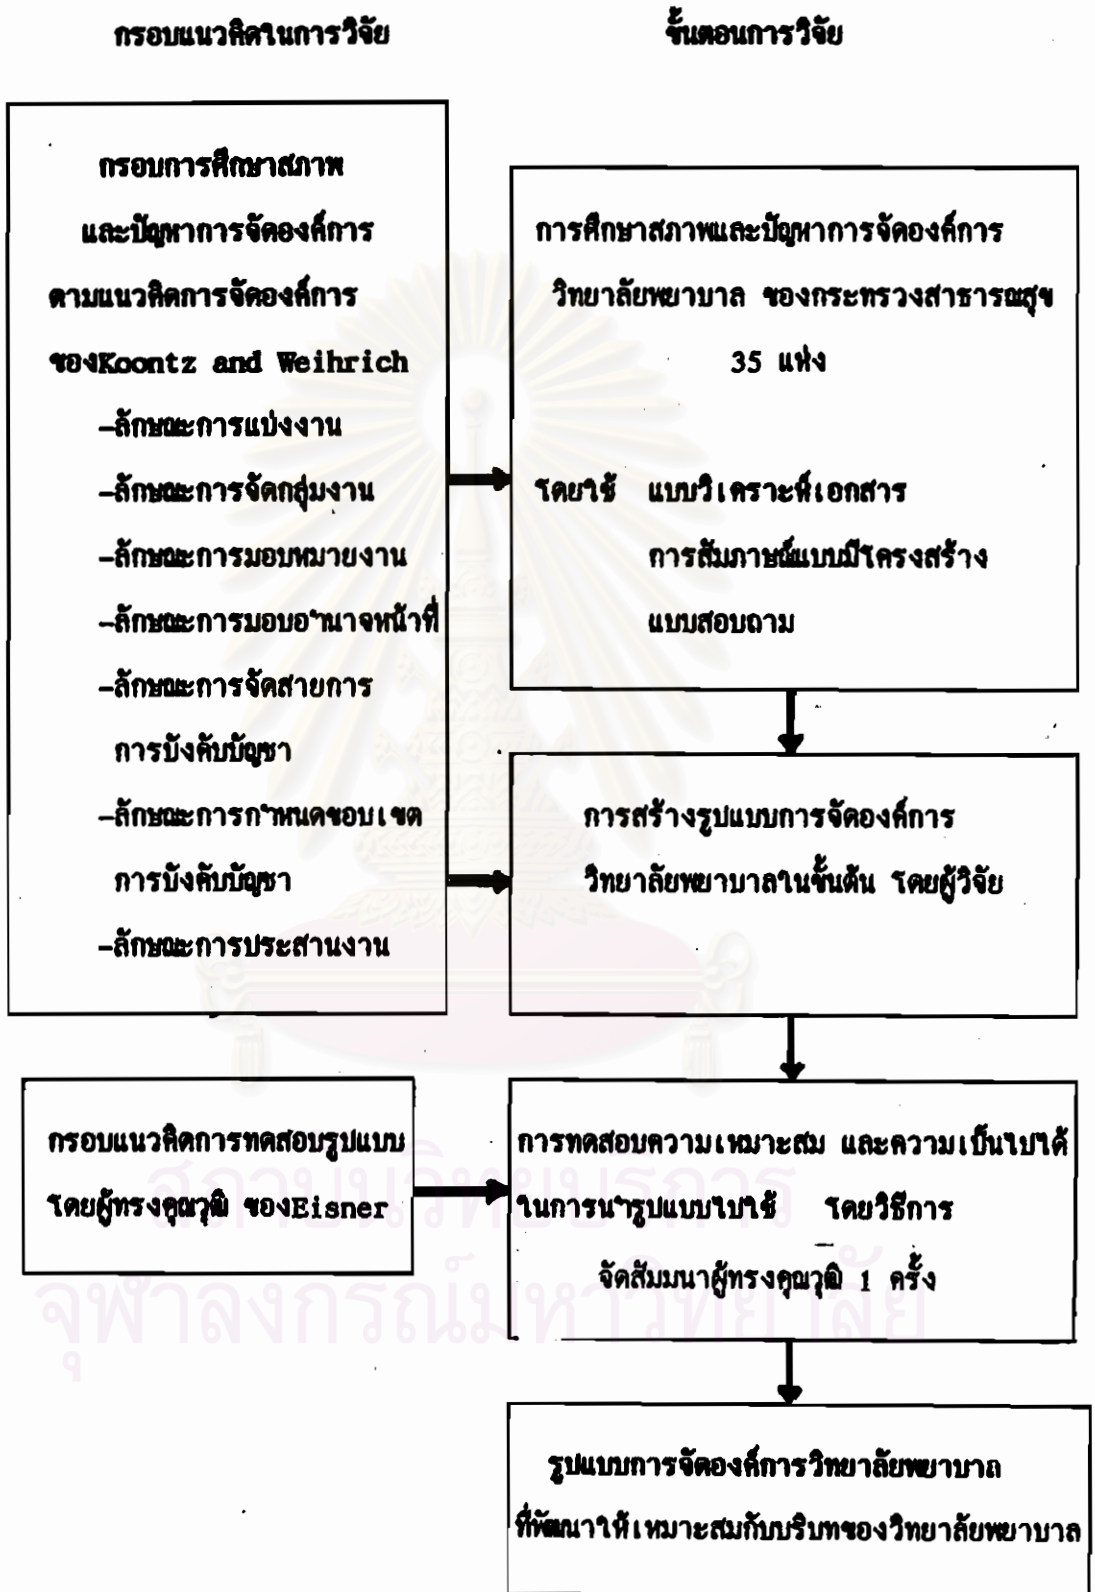 กรอบแนวคิดในการวิจัย
ขั้นตอนการวิจัย
กรอบการศึกษาสภาพ
และปัญหาการจัดองค์การ
ตามแนวคิดการจัดองค์การ
ของKoontz and Weihrich
-ลักษณะการแบ่งงาน
-ลักษณะการจัดกลุ่มงาน
-ลักษณะการมอบหมายงาน
-ลักษณะการมอบอำนาจหน้าที่
-ลักษณะการจัดสายการ
การบังคับบัญชา
-ลักษณะการกำหนดขอบเขต
การบังคับบัญชา
-ลักษณะการประสานงาน
การศึกษาสภาพและปัญหาการจัดองค์การ
วิทยาลัยพยาบาล ของกระทรวงสาธารณสุข
35 แห่ง
โดยใช้ แบบวิเคราะห์เอกสาร
การสัมภาษณ์แบบมีโครงสร้าง
แบบสอบถาม
การสร้างรูปแบบการจัดองค์การ
วิทยาลัยพยาบาลในขั้นต้น โดยผู้วิจัย
กรอบแนวคิดการทดสอบรูปแบบ
โดยผู้ทรงคุณวุฒิ ของEisner
การทดสอบความเหมาะสม และความเป็นไปได้
ในการนำรูปแบบไปใช้ โดยวิธีการ
จัดสัมมนาผู้ทรงคุณวุฒิ 1 ครั้ง
รูปแบบการจัดองค์การวิทยาลัยพยาบาล
ที่พัฒนาให้เหมาะสมกับบริบทของวิทยาลัยพยาบาล
สถาบันวิทยบริการ
จุฬาลงกรณ์มหาวิทยาลัย